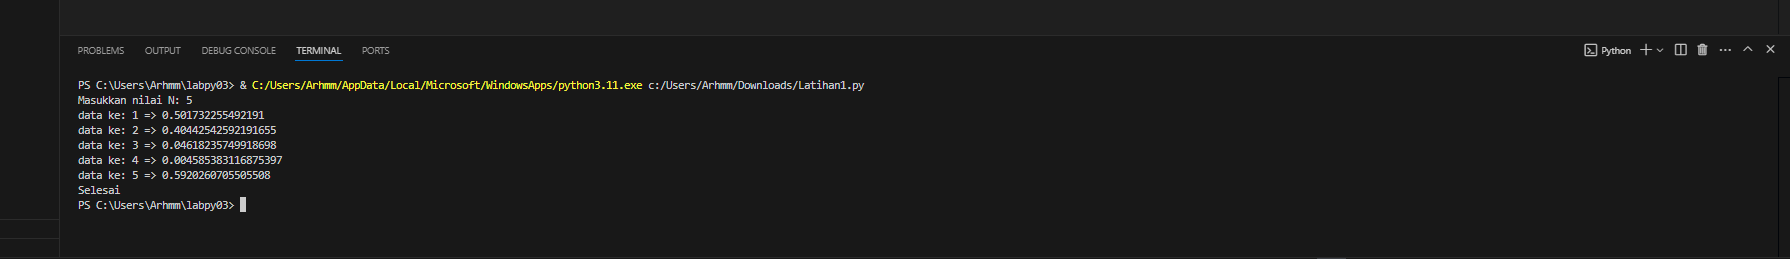 PROBLEMS OUTPUT DEBUG CONSOLE TERMINAL PORTS Python
PS C:\Users\Arhmm\labpy03> & C:/Users/Arhmm/AppData/Local/Microsoft/WindowsApps/python3.11.exe c:/Users/Arhmm/Downloads/Latihan1.py
Masukkan nilai N: 5
data ke: 1 => 0.501732255492191
data ke: 2 => 0.40442542592191655
data ke: 3 => 0.04618235749918698
data ke: 4 => 0.004585383116875397
data ke: 5 => 0.5920260705505508
Selesai
PS C:\Users\Arhmm\labpy03>